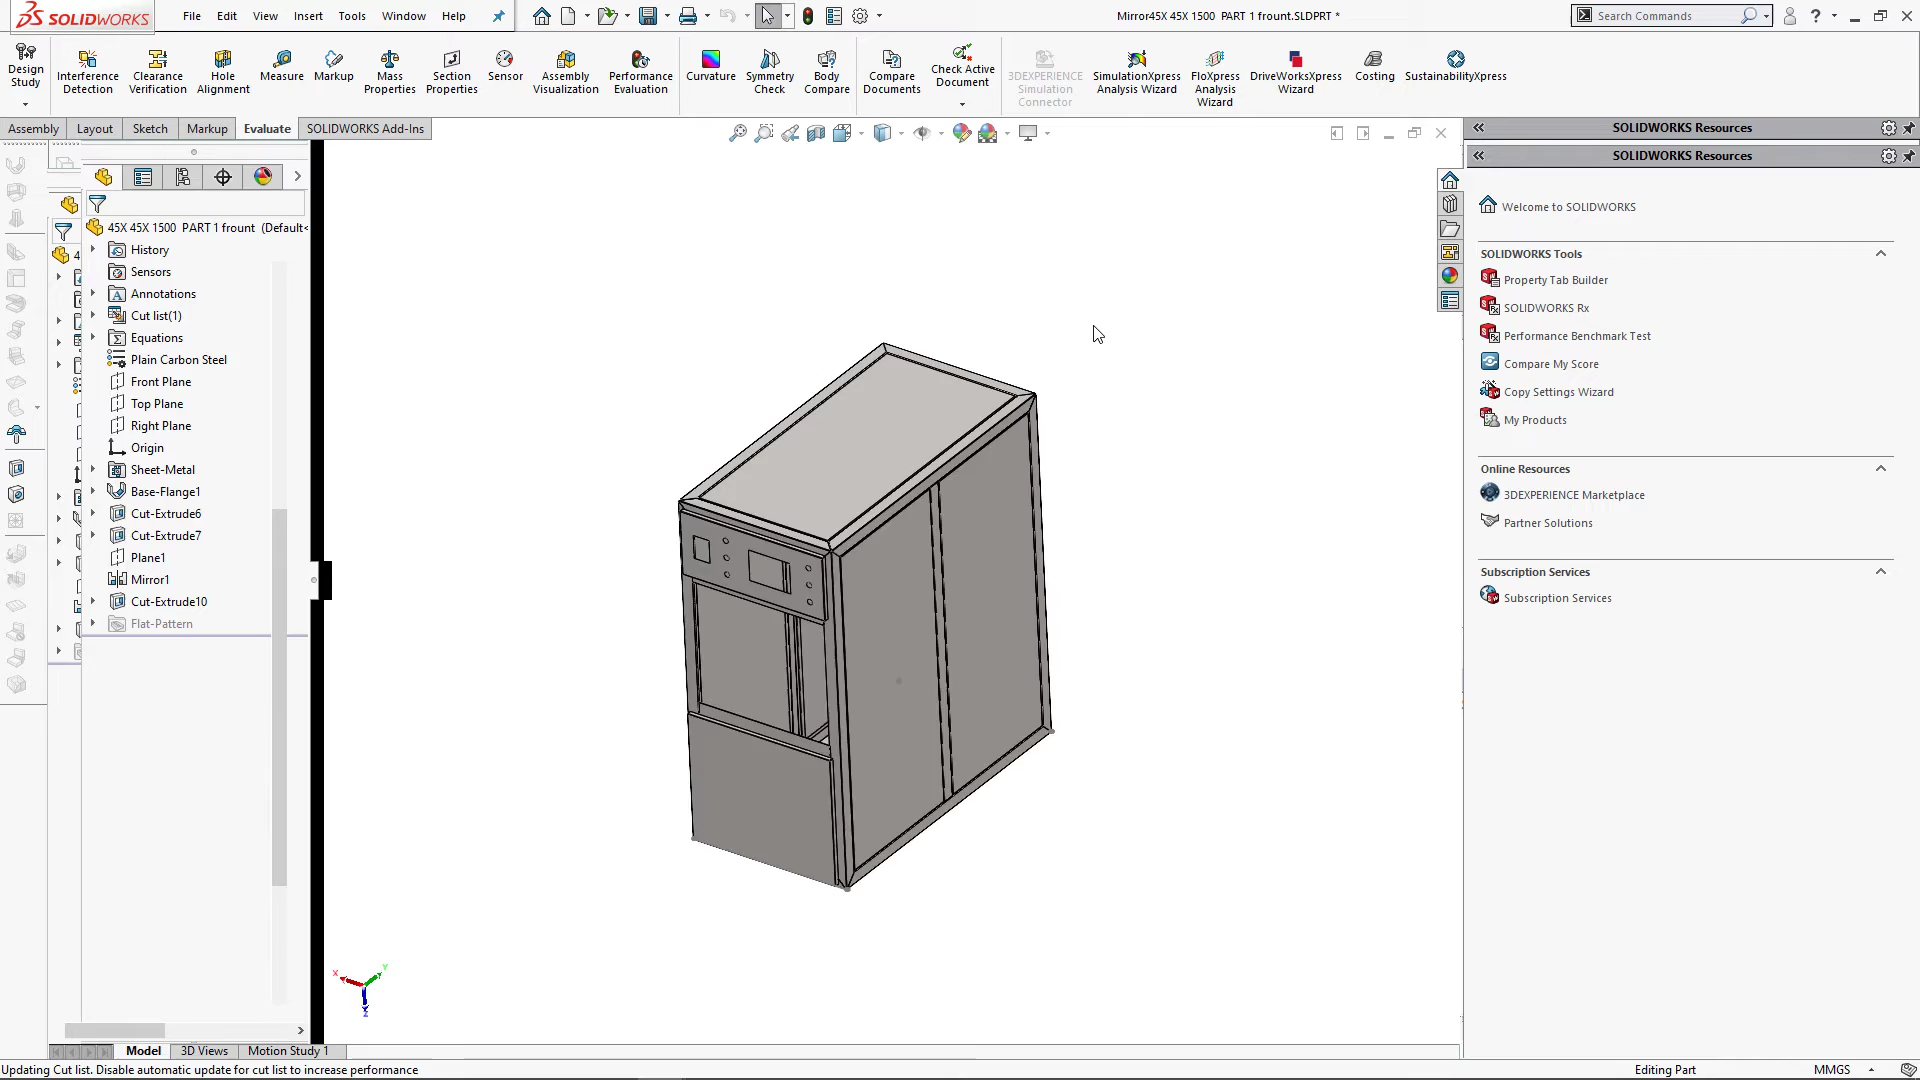 SOLIDWORKS File Edit View Insert Tools Window Help Mirror45X 45X 1500 PART 1 frount.SLDPRT * Search Commands ?
Design Study
Interference Detection
Clearance Verification
Hole Alignment
Measure
Markup
Mass Properties
Section Properties
Sensor
Assembly Visualization
Performance Evaluation
Curvature
Symmetry Check
Body Compare
Compare Documents
Check Active Document
3DEXPERIENCE Simulation Connector
SimulationXpress Analysis Wizard
FloXpress Analysis Wizard
DriveWorksXpress Wizard
Costing
SustainabilityXpress
Assembly Layout Sketch Markup Evaluate SOLIDWORKS Add-Ins
SOLIDWORKS Resources
SOLIDWORKS Resources
45X 45X 1500 PART 1 frount (Default<
4
History
Sensors
Annotations
Cut list(1)
Equations
Plain Carbon Steel
Front Plane
Top Plane
Right Plane
Origin
Sheet-Metal
Base-Flange1
Cut-Extrude6
Cut-Extrude7
Plane1
Mirror1
Cut-Extrude10
Flat-Pattern
Welcome to SOLIDWORKS
SOLIDWORKS Tools
Property Tab Builder
SOLIDWORKS Rx
Performance Benchmark Test
Compare My Score
Copy Settings Wizard
My Products
Online Resources
3DEXPERIENCE Marketplace
Partner Solutions
Subscription Services
Subscription Services
X Y Z
Model 3D Views Motion Study 1
Updating Cut list. Disable automatic update for cut list to increase performance Editing Part MMGS